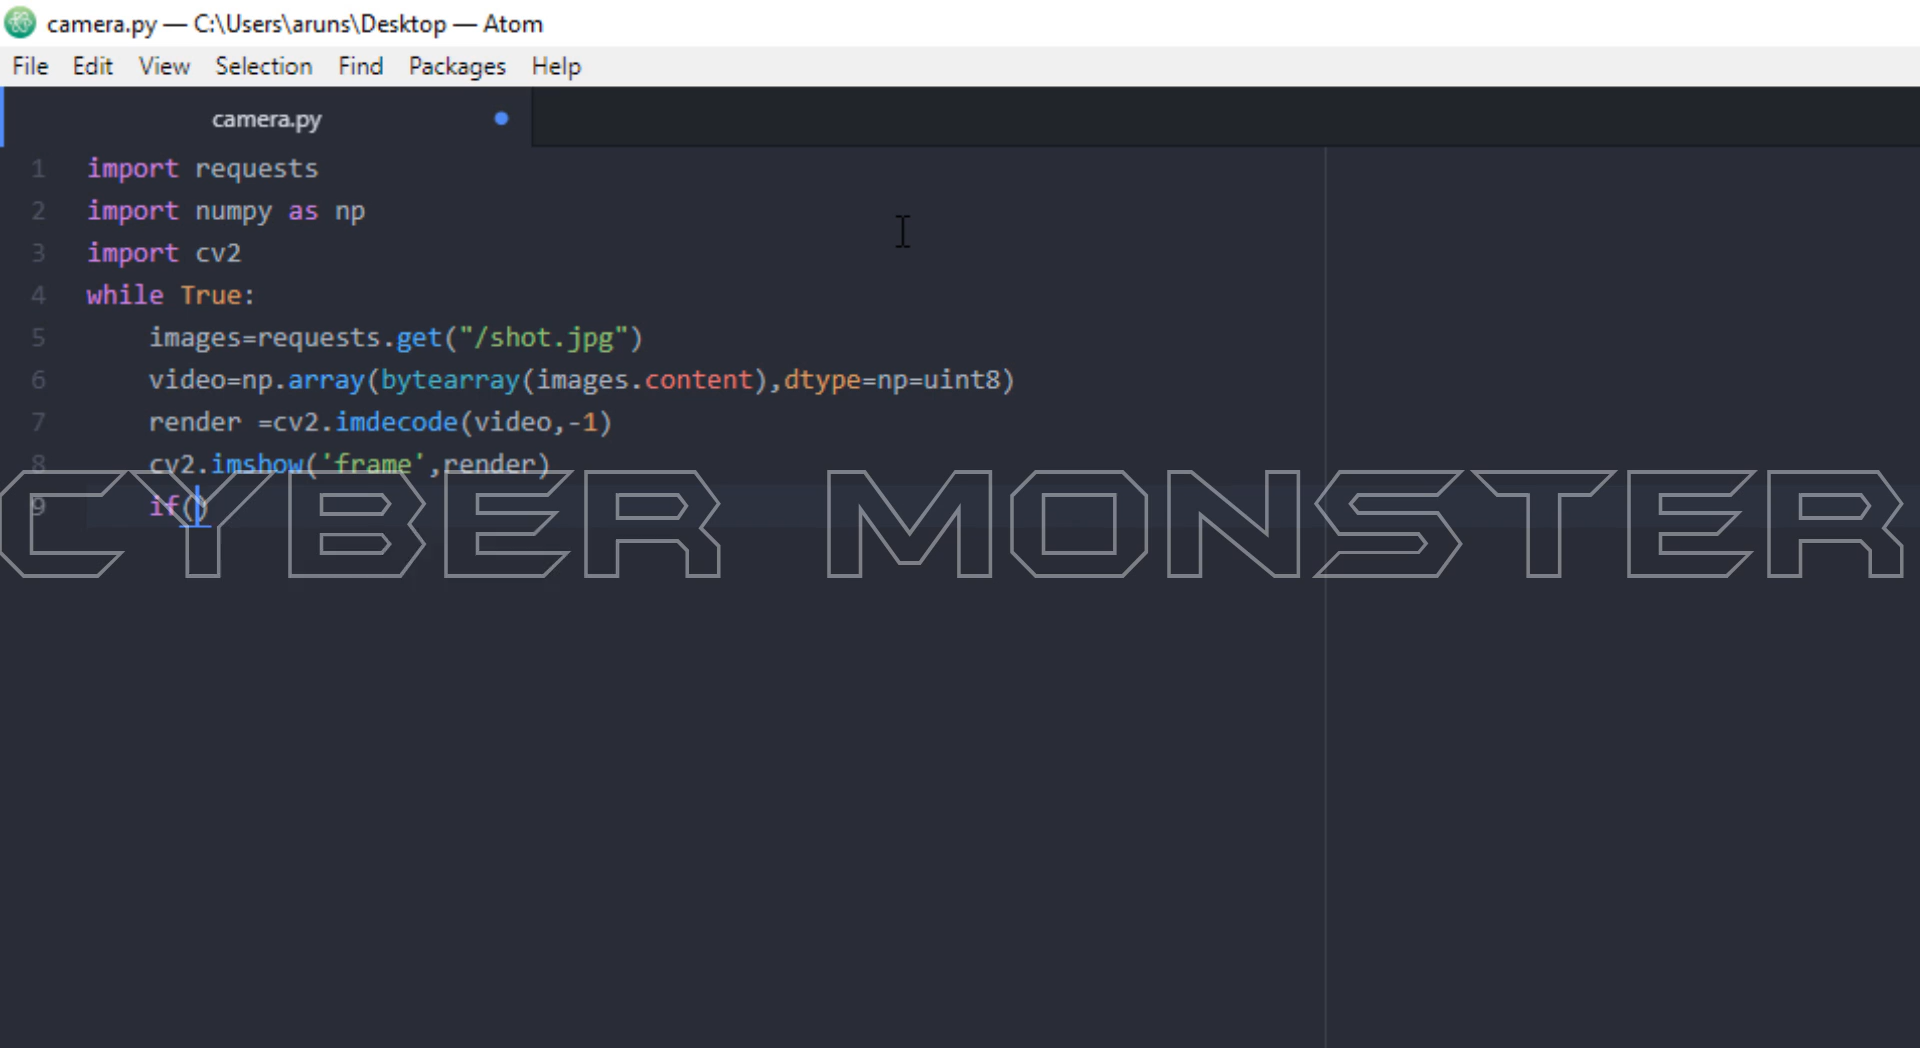 camera.py — C:\Users\aruns\Desktop — Atom
File Edit View Selection Find Packages Help
camera.py
1 import requests
2 import numpy as np
3 import cv2
4 while True:
5     images=requests.get("/shot.jpg")
6     video=np.array(bytearray(images.content),dtype=np=uint8)
7     render =cv2.imdecode(video,-1)
8     cv2.imshow('frame',render)
9     if()
CYBER MONSTER